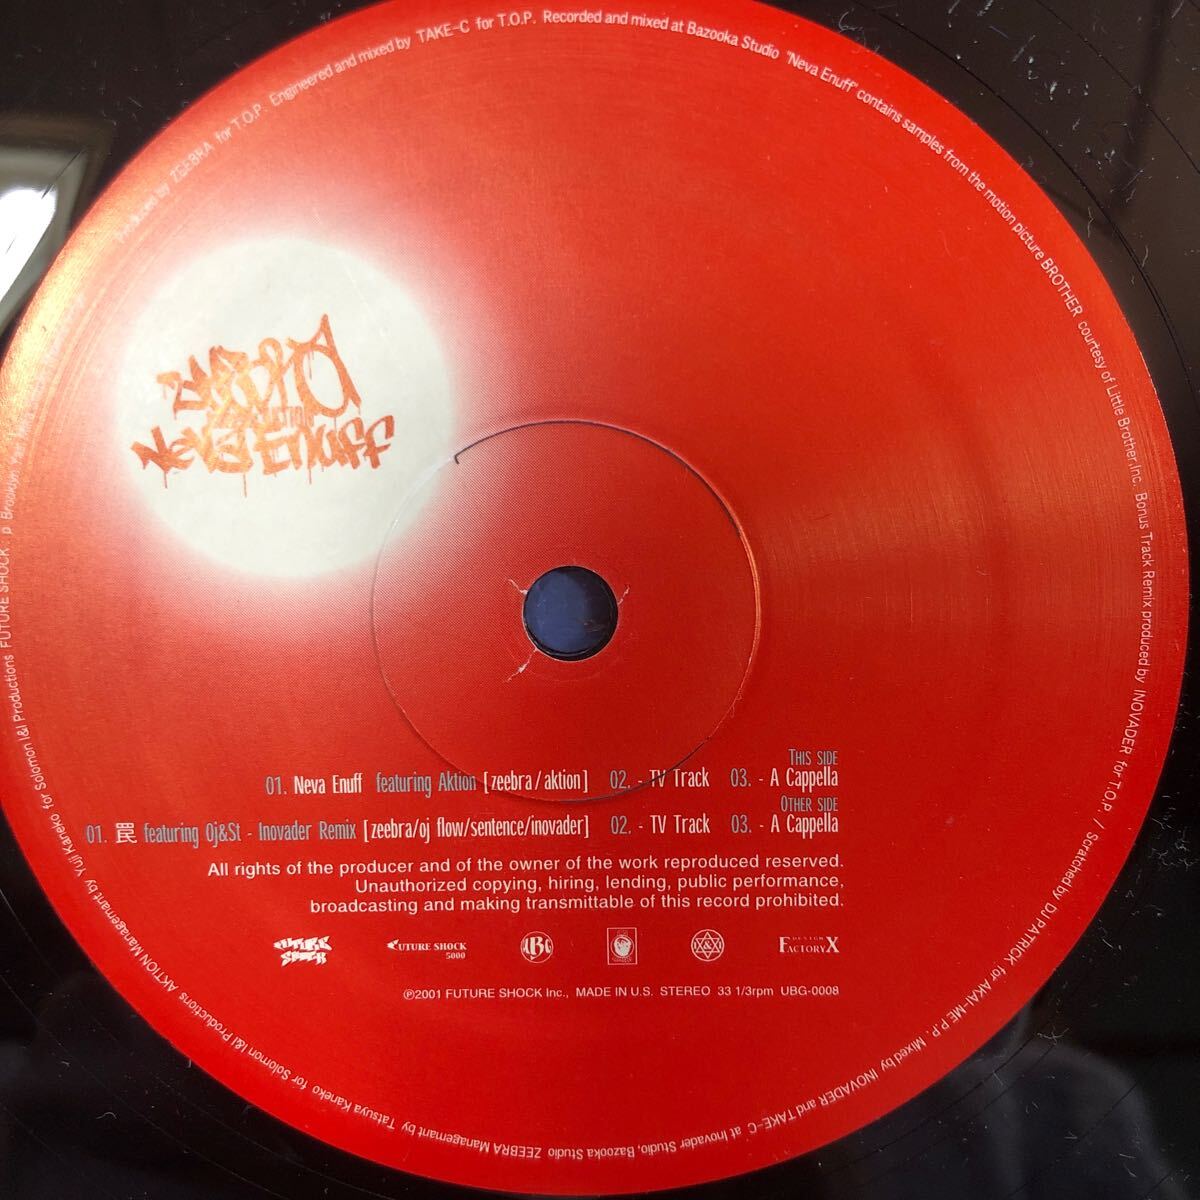 ZEEBRA for T.O.P. Engineered and mixed by TAKE-C for T.O.P. Recorded and mixed at Bazooka Studio "Neva Enuff" contains samples from the motion picture BROTHER courtesy of Little Brother,Inc. Bonus Track Remix produced by INOVADER for T.O.P. / Scratched by DJ PATRICK for AKAI-ME P.P. Mixed by INOVADER and TAKE-C at Inovader Studio, Bazooka Studio ZEEBRA Managemant by Tatsuya Kaneko for Solomon I&I Productions AKTION Managemant by Yuji Kaneko for Solomon I&I Productions FUTURE SHOCK
Neva Enuff
THIS SIDE
01. Neva Enuff featuring Aktion [zeebra/aktion] 02. - TV Track 03. - A Cappella
OTHER SIDE
01. 罠 featuring Oj&St - Inovader Remix [zeebra/oj flow/sentence/inovader] 02. - TV Track 03. - A Cappella
All rights of the producer and of the owner of the work reproduced reserved.
Unauthorized copying, hiring, lending, public performance,
broadcasting and making transmittable of this record prohibited.
FUTURE SHOCK
FUTURE SHOCK 5000
I&I
DESIGN FACTORY X
℗2001 FUTURE SHOCK Inc., MADE IN U.S. STEREO 33 1/3rpm UBG-0008